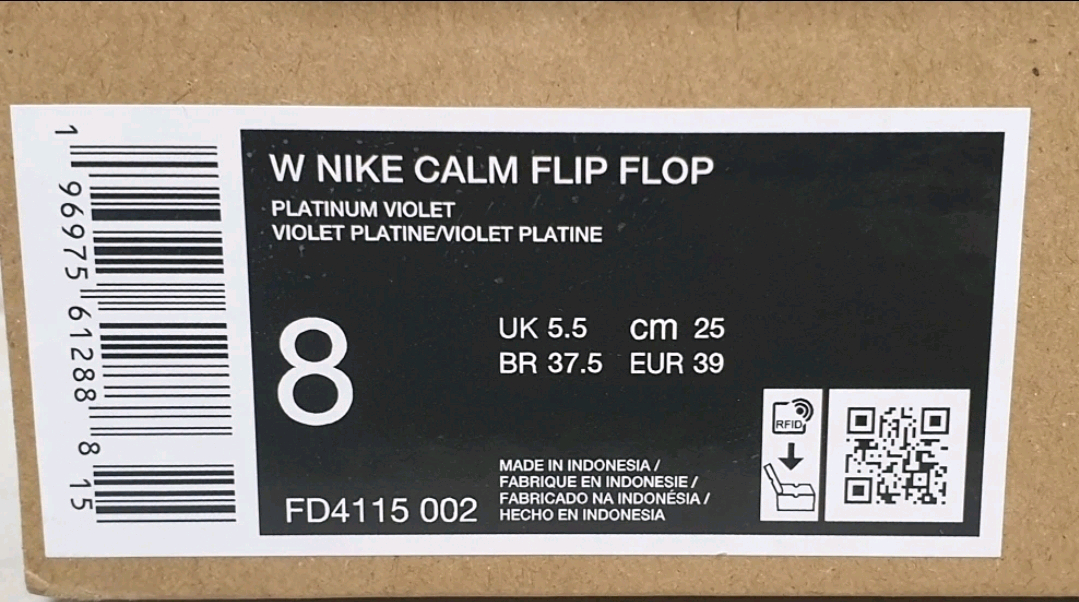 W NIKE CALM FLIP FLOP
PLATINUM VIOLET
VIOLET PLATINE/VIOLET PLATINE
8
UK 5.5 cm 25
BR 37.5 EUR 39
RFID
MADE IN INDONESIA /
FABRIQUE EN INDONESIE /
FABRICADO NA INDONÉSIA /
HECHO EN INDONESIA
FD4115 002
1 96975 61288 8 15